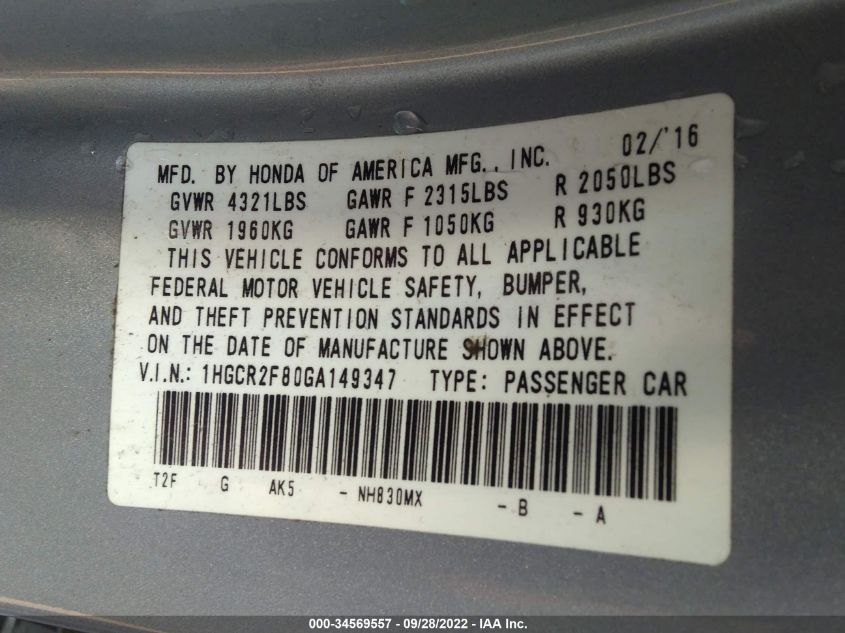 MFD. BY HONDA OF AMERICA MFG., INC. 02/'16
GVWR 4321LBS GAWR F 2315LBS R 2050LBS
GVWR 1960KG GAWR F 1050KG R 930KG
THIS VEHICLE CONFORMS TO ALL APPLICABLE
FEDERAL MOTOR VEHICLE SAFETY, BUMPER,
AND THEFT PREVENTION STANDARDS IN EFFECT
ON THE DATE OF MANUFACTURE SHOWN ABOVE.
V.I.N.: 1HGCR2F80GA149347 TYPE: PASSENGER CAR
T2F G AK5 - NH830MX - B - A
000-34569557 - 09/28/2022 - IAA Inc.